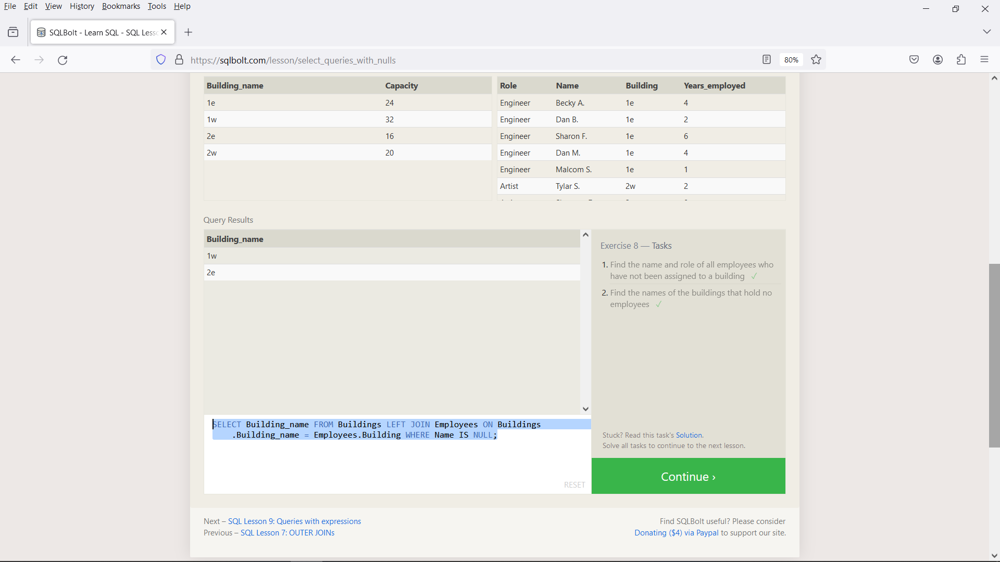 File Edit View History Bookmarks Tools Help
SQLBolt - Learn SQL - SQL Less
https://sqlbolt.com/lesson/select_queries_with_nulls
80%
Building_name Capacity
1e 24
1w 32
2e 16
2w 20
Role Name Building Years_employed
Engineer Becky A. 1e 4
Engineer Dan B. 1e 2
Engineer Sharon F. 1e 6
Engineer Dan M. 1e 4
Engineer Malcom S. 1e 1
Artist Tylar S. 2w 2
Query Results
Building_name
1w
2e
Exercise 8 — Tasks
1. Find the name and role of all employees who
have not been assigned to a building ✓
2. Find the names of the buildings that hold no
employees ✓
SELECT Building_name FROM Buildings LEFT JOIN Employees ON Buildings
.Building_name = Employees.Building WHERE Name IS NULL;
RESET
Stuck? Read this task's Solution.
Solve all tasks to continue to the next lesson.
Continue ›
Next – SQL Lesson 9: Queries with expressions
Previous – SQL Lesson 7: OUTER JOINs
Find SQLBolt useful? Please consider
Donating ($4) via Paypal to support our site.